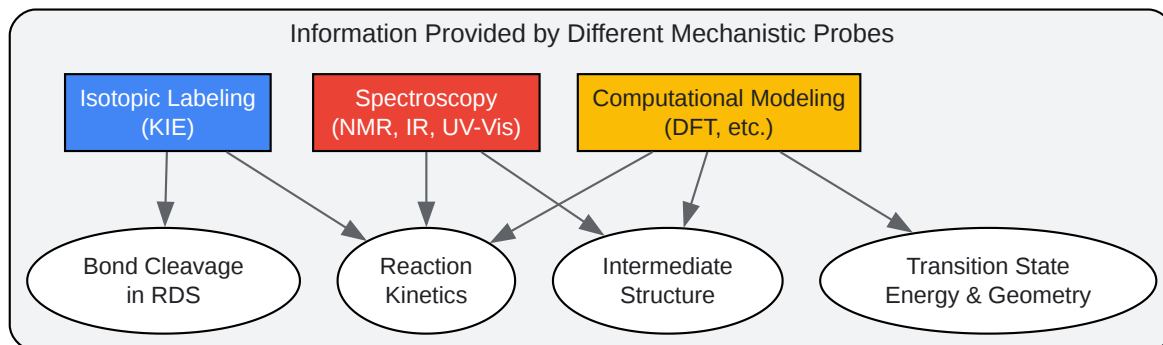 Information Provided by Different Mechanistic Probes
Isotopic Labeling
(KIE)
Spectroscopy
(NMR, IR, UV-Vis)
Computational Modeling
(DFT, etc.)
Bond Cleavage
in RDS
Reaction
Kinetics
Intermediate
Structure
Transition State
Energy & Geometry